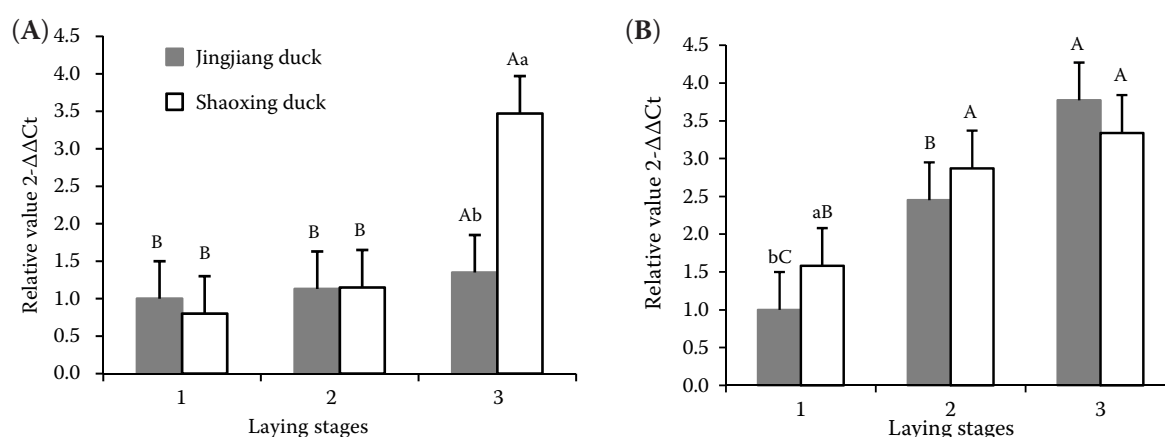 (A)
Relative value 2-ΔΔCt
4.5
4.0
3.5
3.0
2.5
2.0
1.5
1.0
0.5
0.0
Jingjiang duck
Shaoxing duck
B
B
B
B
Ab
Aa
1
2
3
Laying stages
(B)
Relative value 2-ΔΔCt
4.5
4.0
3.5
3.0
2.5
2.0
1.5
1.0
0.5
0.0
bC
aB
B
A
A
A
1
2
3
Laying stages